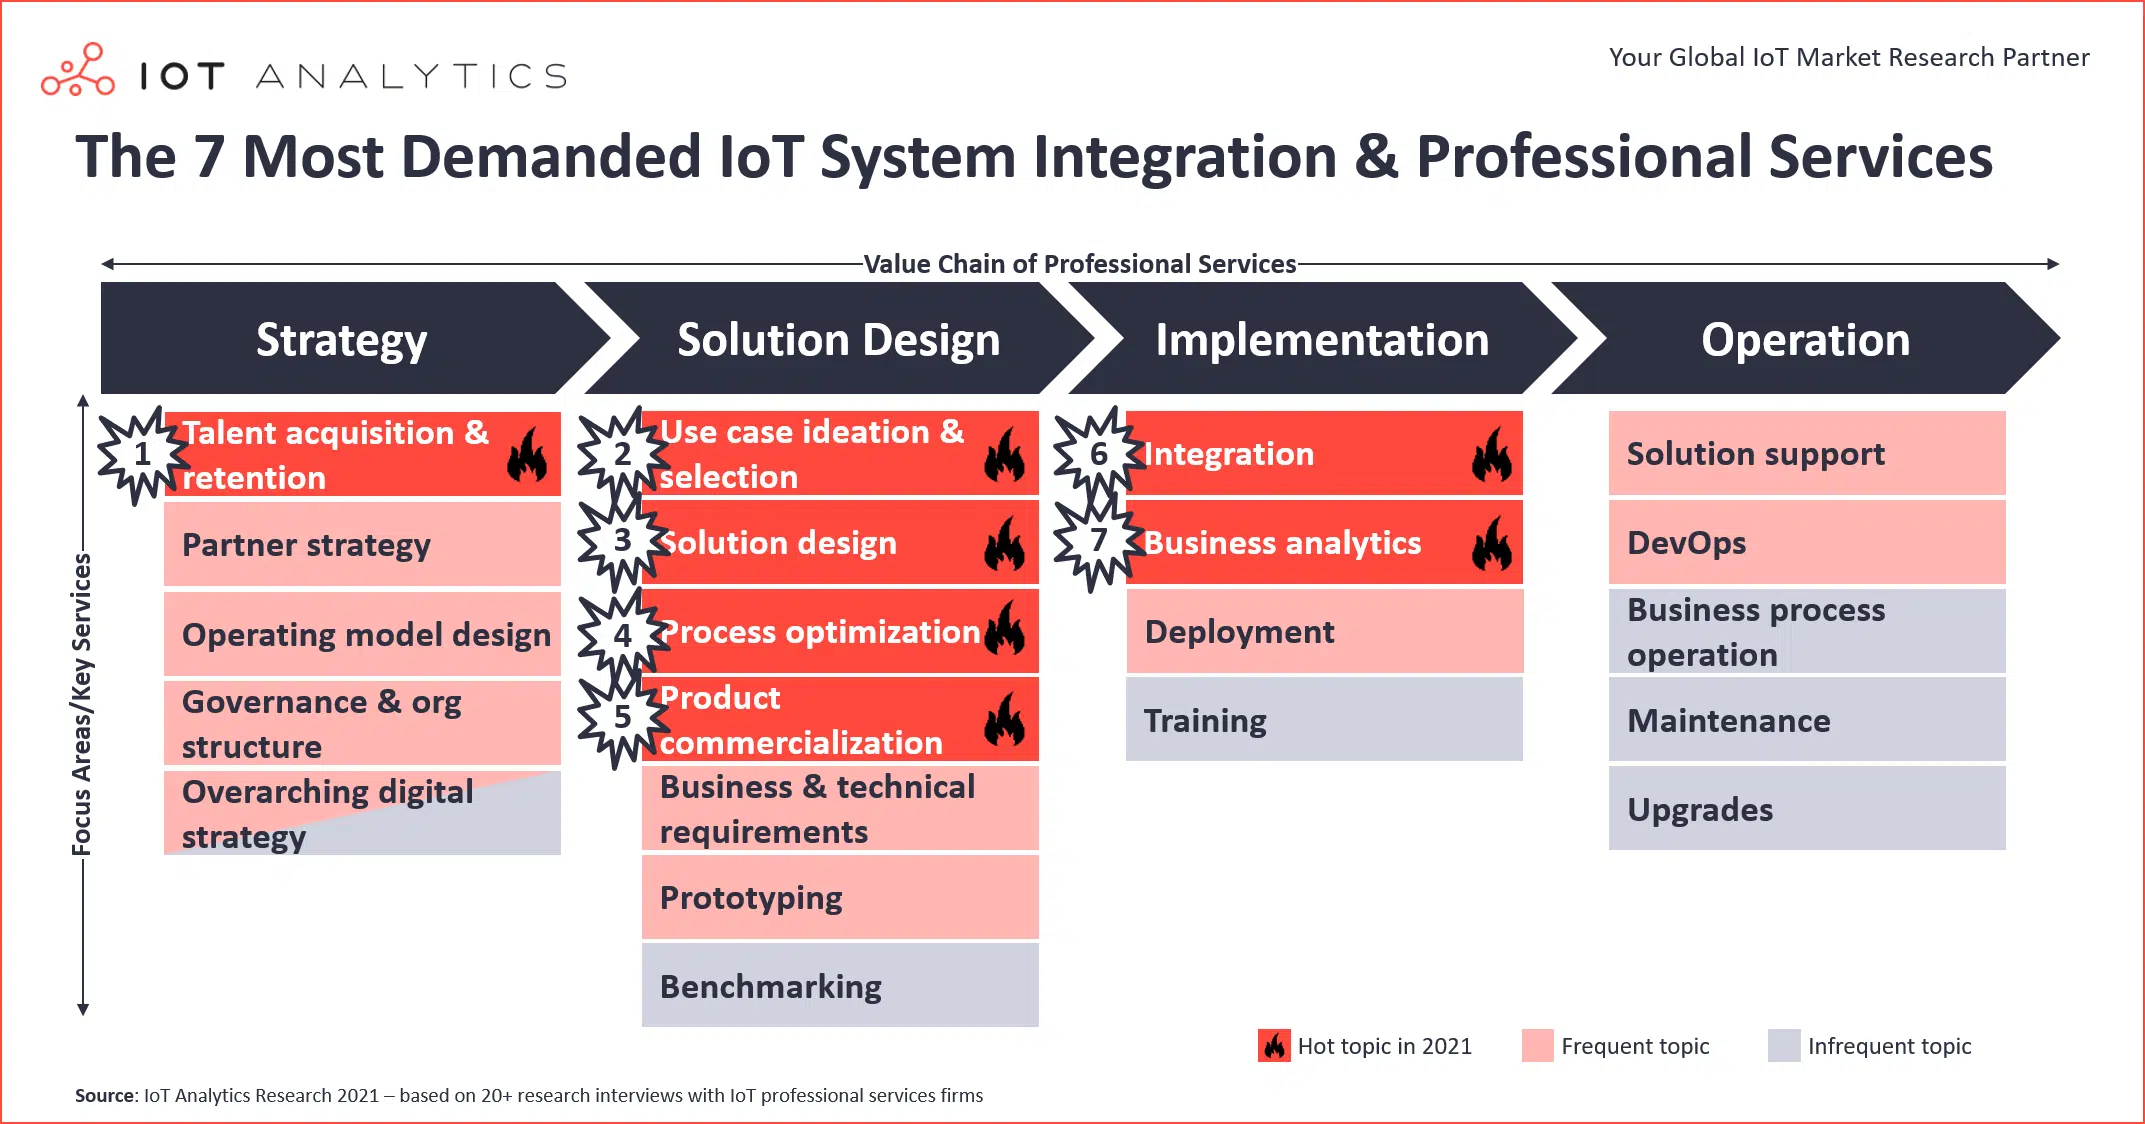 IOT ANALYTICS
Your Global IoT Market Research Partner
The 7 Most Demanded IoT System Integration & Professional Services
Value Chain of Professional Services
Strategy
Solution Design
Implementation
Operation
Focus Areas/Key Services
1
Talent acquisition &
retention
Partner strategy
Operating model design
Governance & org
structure
Overarching digital
strategy
2
Use case ideation &
selection
3
Solution design
4
Process optimization
5
Product
commercialization
Business & technical
requirements
Prototyping
Benchmarking
6
Integration
7
Business analytics
Deployment
Training
Solution support
DevOps
Business process
operation
Maintenance
Upgrades
Hot topic in 2021
Frequent topic
Infrequent topic
Source: IoT Analytics Research 2021 – based on 20+ research interviews with IoT professional services firms